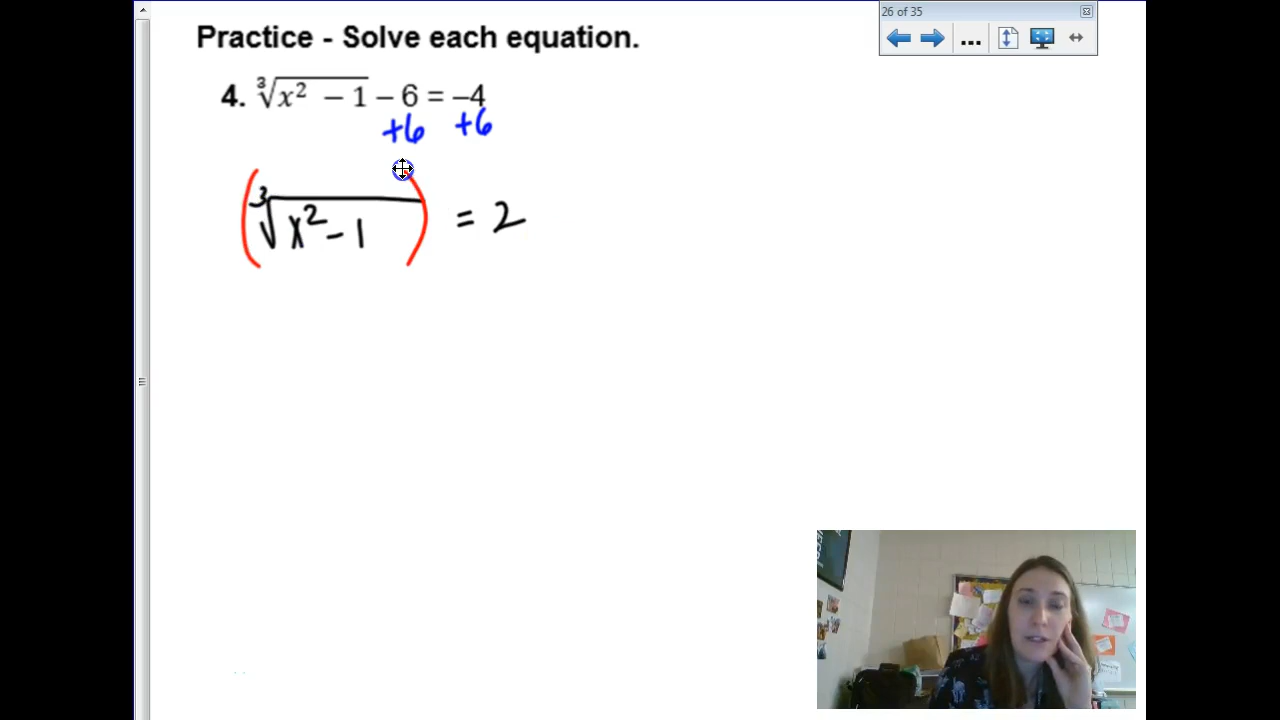 26 of 35
Practice - Solve each equation.
4. ∛(x² − 1) − 6 = −4
+6 +6
(∛(x² − 1)) = 2